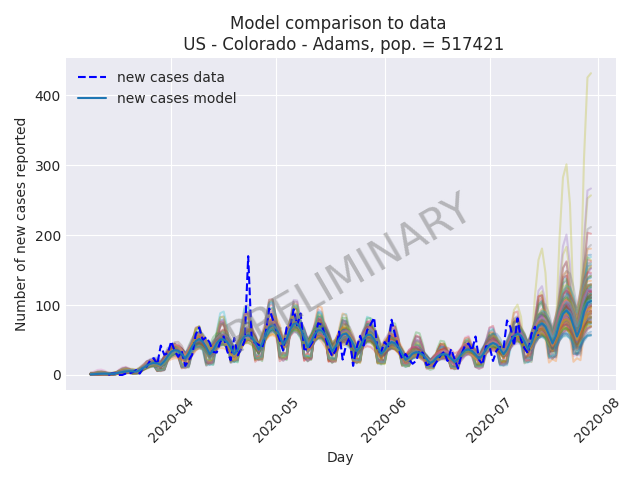 Model comparison to data
US - Colorado - Adams, pop. = 517421
new cases data
new cases model
Number of new cases reported
400
300
200
100
0
PRELIMINARY
2020-04
2020-05
2020-06
2020-07
2020-08
Day